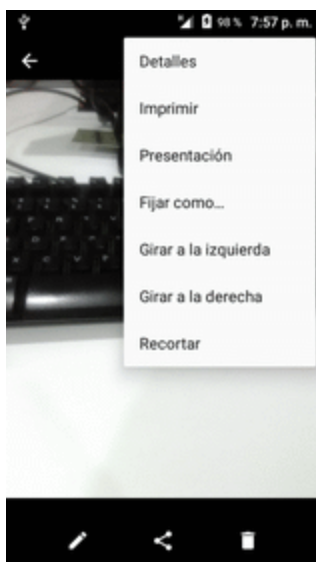 98 % 7:57 p. m.
Detalles
Imprimir
Presentación
Fijar como...
Girar a la izquierda
Girar a la derecha
Recortar